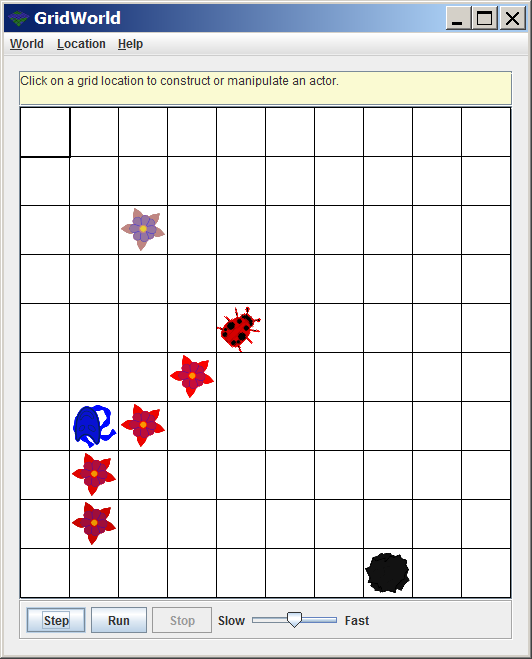 GridWorld
World Location Help
Click on a grid location to construct or manipulate an actor.
Step Run Stop Slow Fast